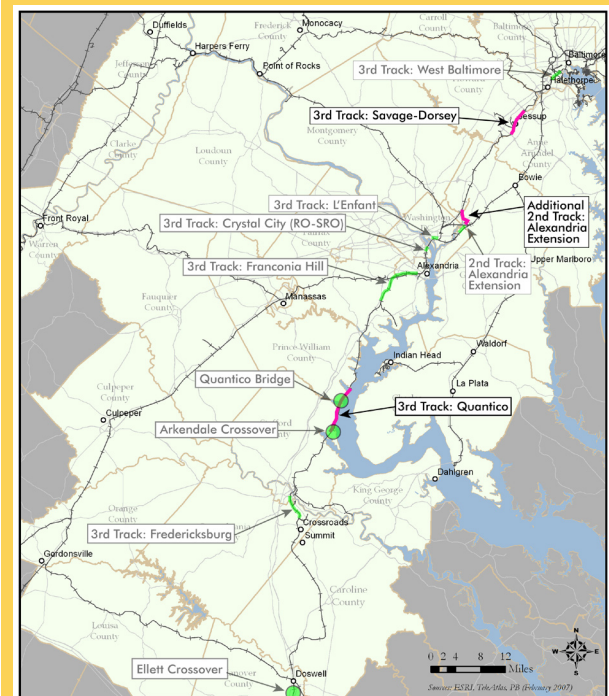 Duffields
Frederick
County
Monocacy
Carroll
County
Harpers Ferry
Baltimore
Point of Rocks
3rd Track: West Baltimore
Halethorpe
Jefferson
County
3rd Track: Savage-Dorsey
Jessup
Montgomery
County
Anne
Arundel
County
Clarke
County
Loudoun
County
Bowie
3rd Track: L'Enfant
Washington
Additional
2nd Track:
Alexandria
Extension
Front Royal
3rd Track: Crystal City (RO-SRO)
Warren
County
Upper Marlboro
3rd Track: Franconia Hill
Alexandria
2nd Track:
Alexandria
Extension
Fauquier
County
Manassas
Prince William
County
Waldorf
Indian Head
Quantico Bridge
La Plata
Culpeper
County
3rd Track: Quantico
Culpeper
Arkendale Crossover
Dahlgren
King George
County
Orange
County
3rd Track: Fredericksburg
Crossroads
Summit
Gordonsville
Caroline
County
Louisa
County
Ellett Crossover
Doswell
County
0 2 4 8 12
Miles
N
W E
S
Sources: ESRI, TeleAtlas, PB (February 2007)